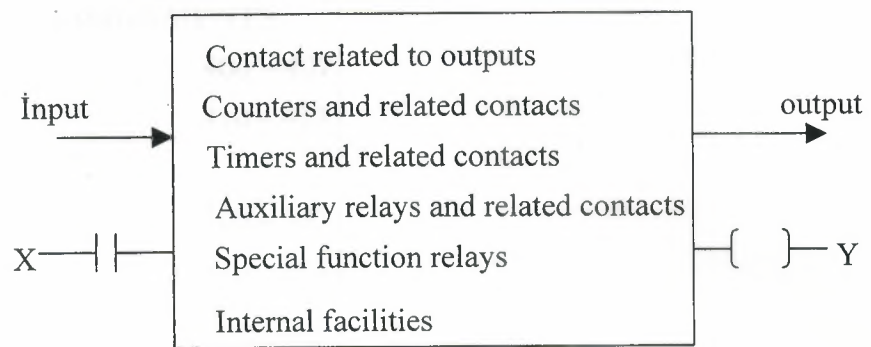 Contact related to outputs
İnput
Counters and related contacts
output
Timers and related contacts
Auxiliary relays and related contacts
X
Special function relays
Y
Internal facilities